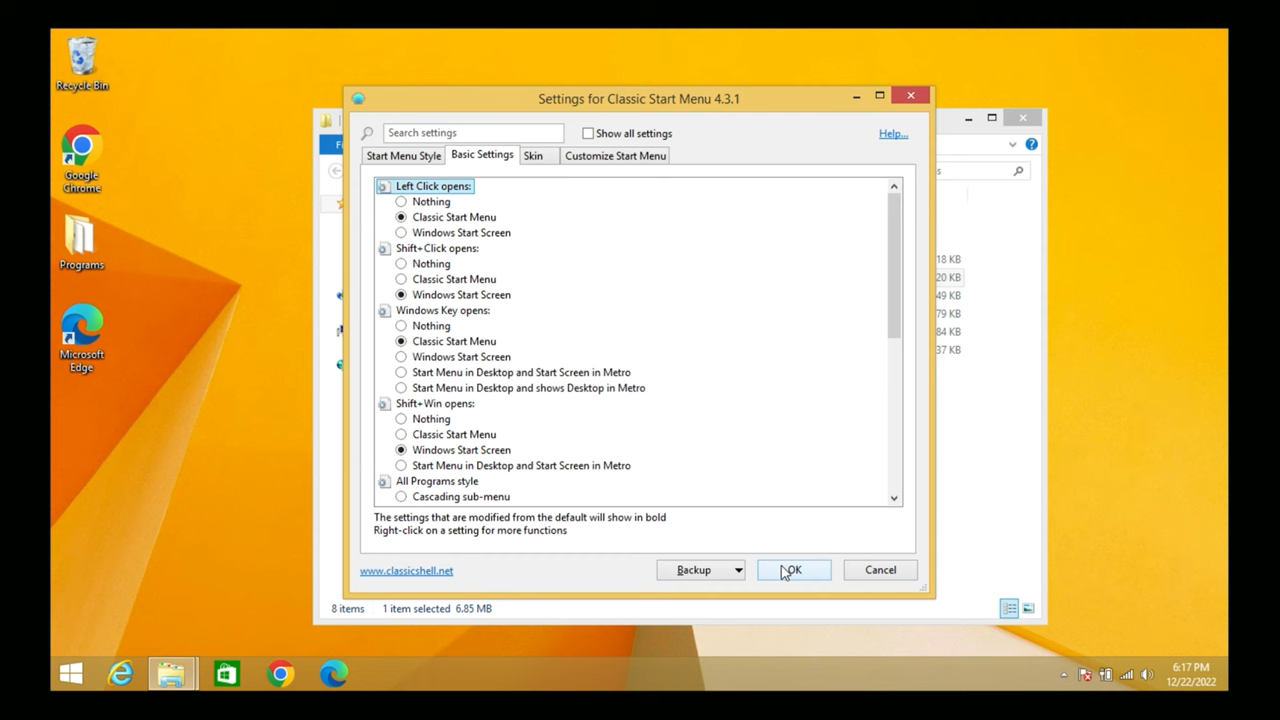 Recycle Bin
Google
Chrome
Programs
Microsoft
Edge
Settings for Classic Start Menu 4.3.1
Search settings
Show all settings
Help...
Start Menu Style
Basic Settings
Skin
Customize Start Menu
Left Click opens:
Nothing
Classic Start Menu
Windows Start Screen
Shift+Click opens:
Nothing
Classic Start Menu
Windows Start Screen
Windows Key opens:
Nothing
Classic Start Menu
Windows Start Screen
Start Menu in Desktop and Start Screen in Metro
Start Menu in Desktop and shows Desktop in Metro
Shift+Win opens:
Nothing
Classic Start Menu
Windows Start Screen
Start Menu in Desktop and Start Screen in Metro
All Programs style
Cascading sub-menu
The settings that are modified from the default will show in bold
Right-click on a setting for more functions
www.classicshell.net
Backup
OK
Cancel
18 KB
20 KB
49 KB
79 KB
84 KB
37 KB
8 items
1 item selected 6.85 MB
6:17 PM
12/22/2022